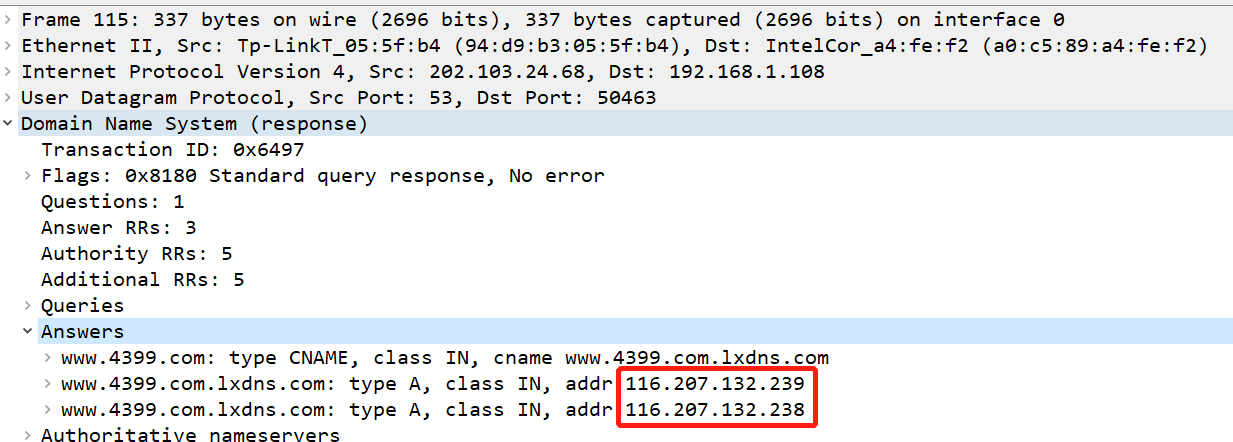 Frame 115: 337 bytes on wire (2696 bits), 337 bytes captured (2696 bits) on interface 0
Ethernet II, Src: Tp-LinkT_05:5f:b4 (94:d9:b3:05:5f:b4), Dst: IntelCor_a4:fe:f2 (a0:c5:89:a4:fe:f2)
Internet Protocol Version 4, Src: 202.103.24.68, Dst: 192.168.1.108
User Datagram Protocol, Src Port: 53, Dst Port: 50463
Domain Name System (response)
Transaction ID: 0x6497
Flags: 0x8180 Standard query response, No error
Questions: 1
Answer RRs: 3
Authority RRs: 5
Additional RRs: 5
Queries
Answers
www.4399.com: type CNAME, class IN, cname www.4399.com.lxdns.com
www.4399.com.lxdns.com: type A, class IN, addr 116.207.132.239
www.4399.com.lxdns.com: type A, class IN, addr 116.207.132.238
Authoritative nameservers